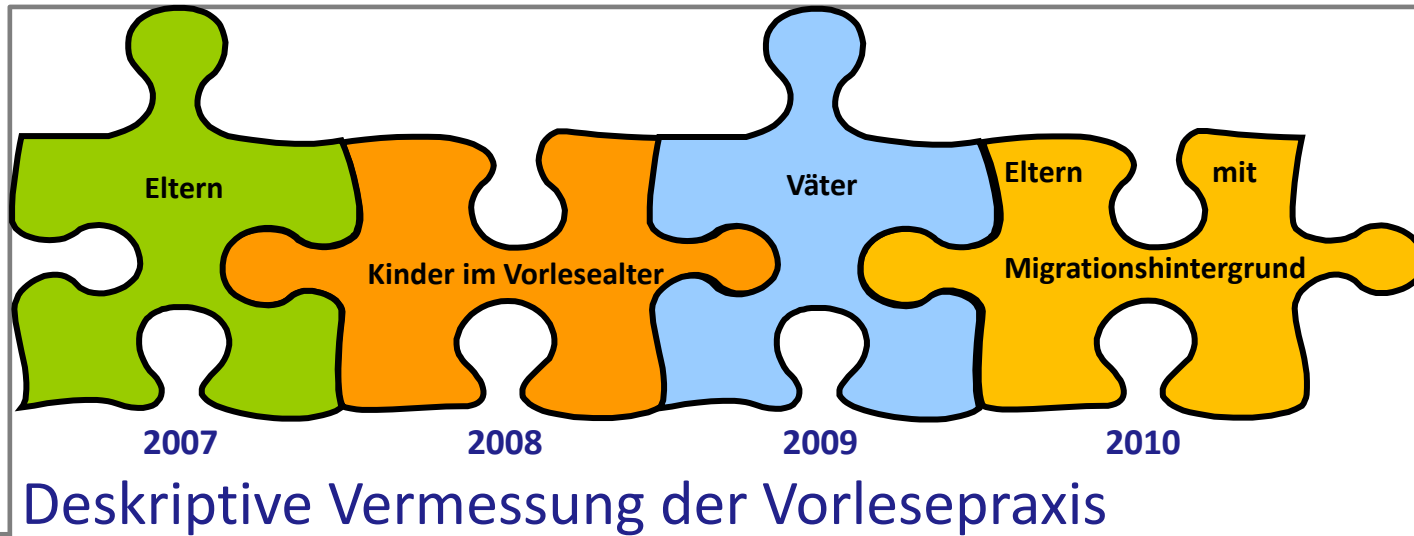 Eltern
Kinder im Vorlesealter
Väter
Eltern mit
Migrationshintergrund
2007 2008 2009 2010
Deskriptive Vermessung der Vorlesepraxis